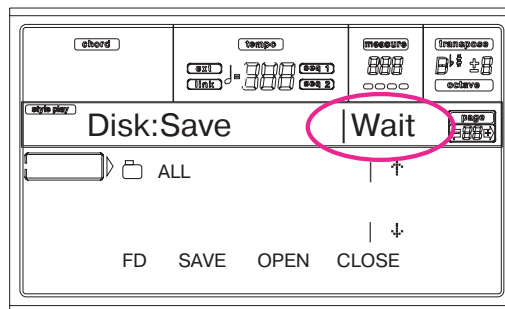 chord tempo measure transpose
ext seq 1
link seq 2
octave
style play
Disk:Save |Wait page
ALL
FD SAVE OPEN CLOSE